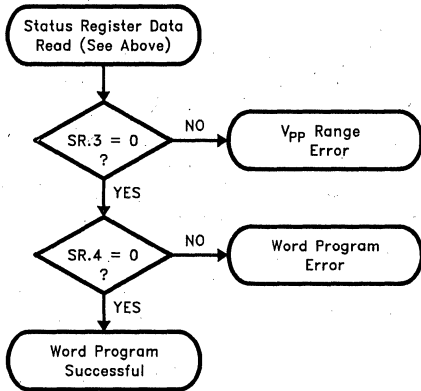 Status Register Data
Read (See Above)
SR.3 = 0
?
NO
VPP Range
Error
YES
SR.4 = 0
?
NO
Word Program
Error
YES
Word Program
Successful